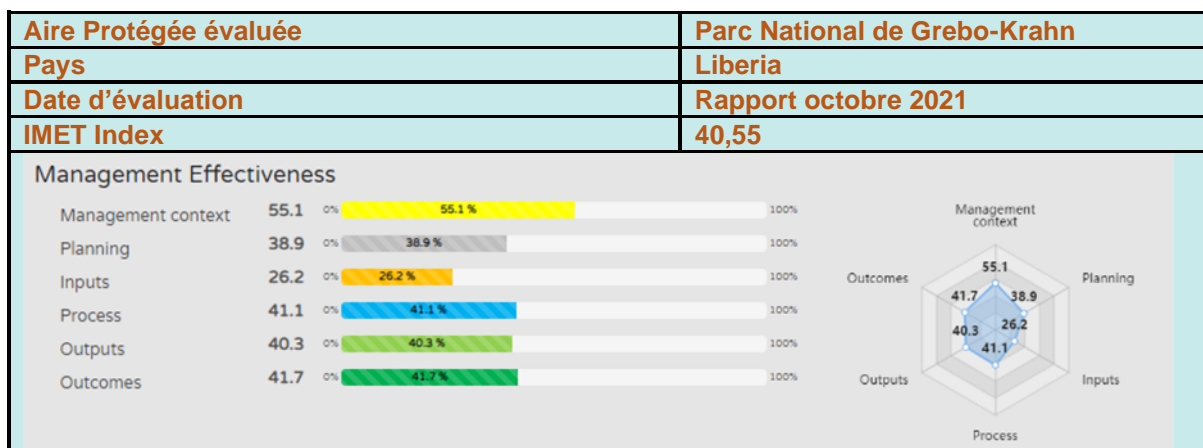 Aire Protégée évaluée Parc National de Grebo-Krahn
Pays Liberia
Date d’évaluation Rapport octobre 2021
IMET Index 40,55
Management Effectiveness
Management context 55.1 0% 55.1 % 100%
Planning 38.9 0% 38.9 % 100%
Inputs 26.2 0% 26.2 % 100%
Process 41.1 0% 41.1 % 100%
Outputs 40.3 0% 40.3 % 100%
Outcomes 41.7 0% 41.7 % 100%
Management
context
55.1
Outcomes Planning
41.7 38.9
40.3 26.2
41.1
Outputs Inputs
Process